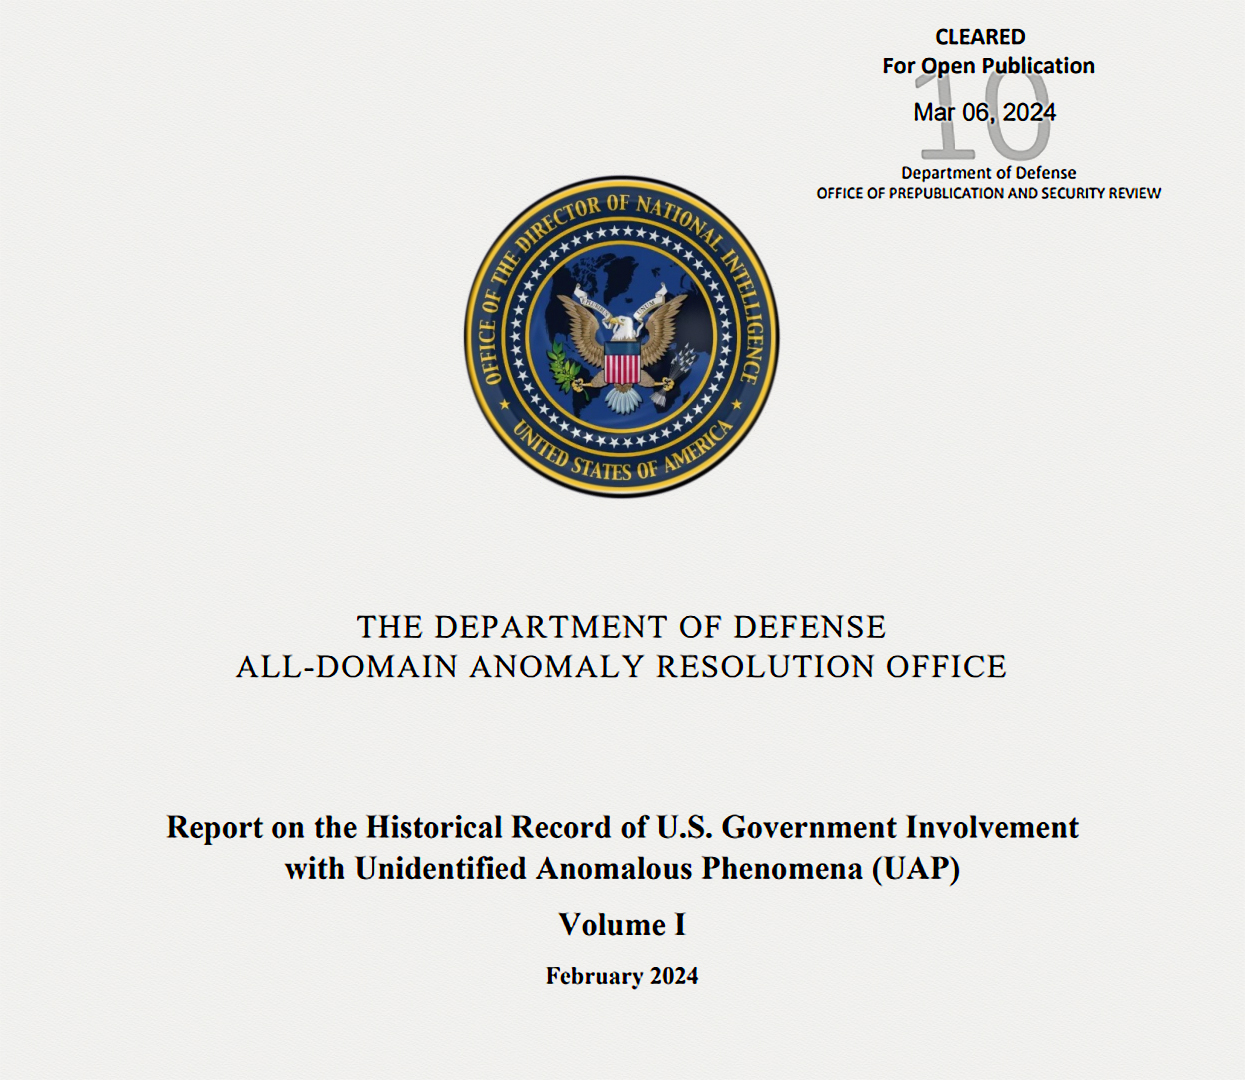 CLEARED
For Open Publication
10
Mar 06, 2024
Department of Defense
OFFICE OF PREPUBLICATION AND SECURITY REVIEW
OFFICE OF THE DIRECTOR OF NATIONAL INTELLIGENCE
UNITED STATES OF AMERICA
THE DEPARTMENT OF DEFENSE
ALL-DOMAIN ANOMALY RESOLUTION OFFICE
Report on the Historical Record of U.S. Government Involvement
with Unidentified Anomalous Phenomena (UAP)
Volume I
February 2024